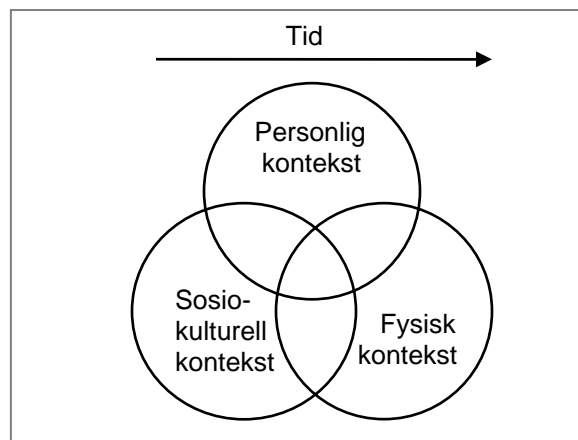 Tid
Personlig
kontekst
Sosio-
kulturell
kontekst
Fysisk
kontekst